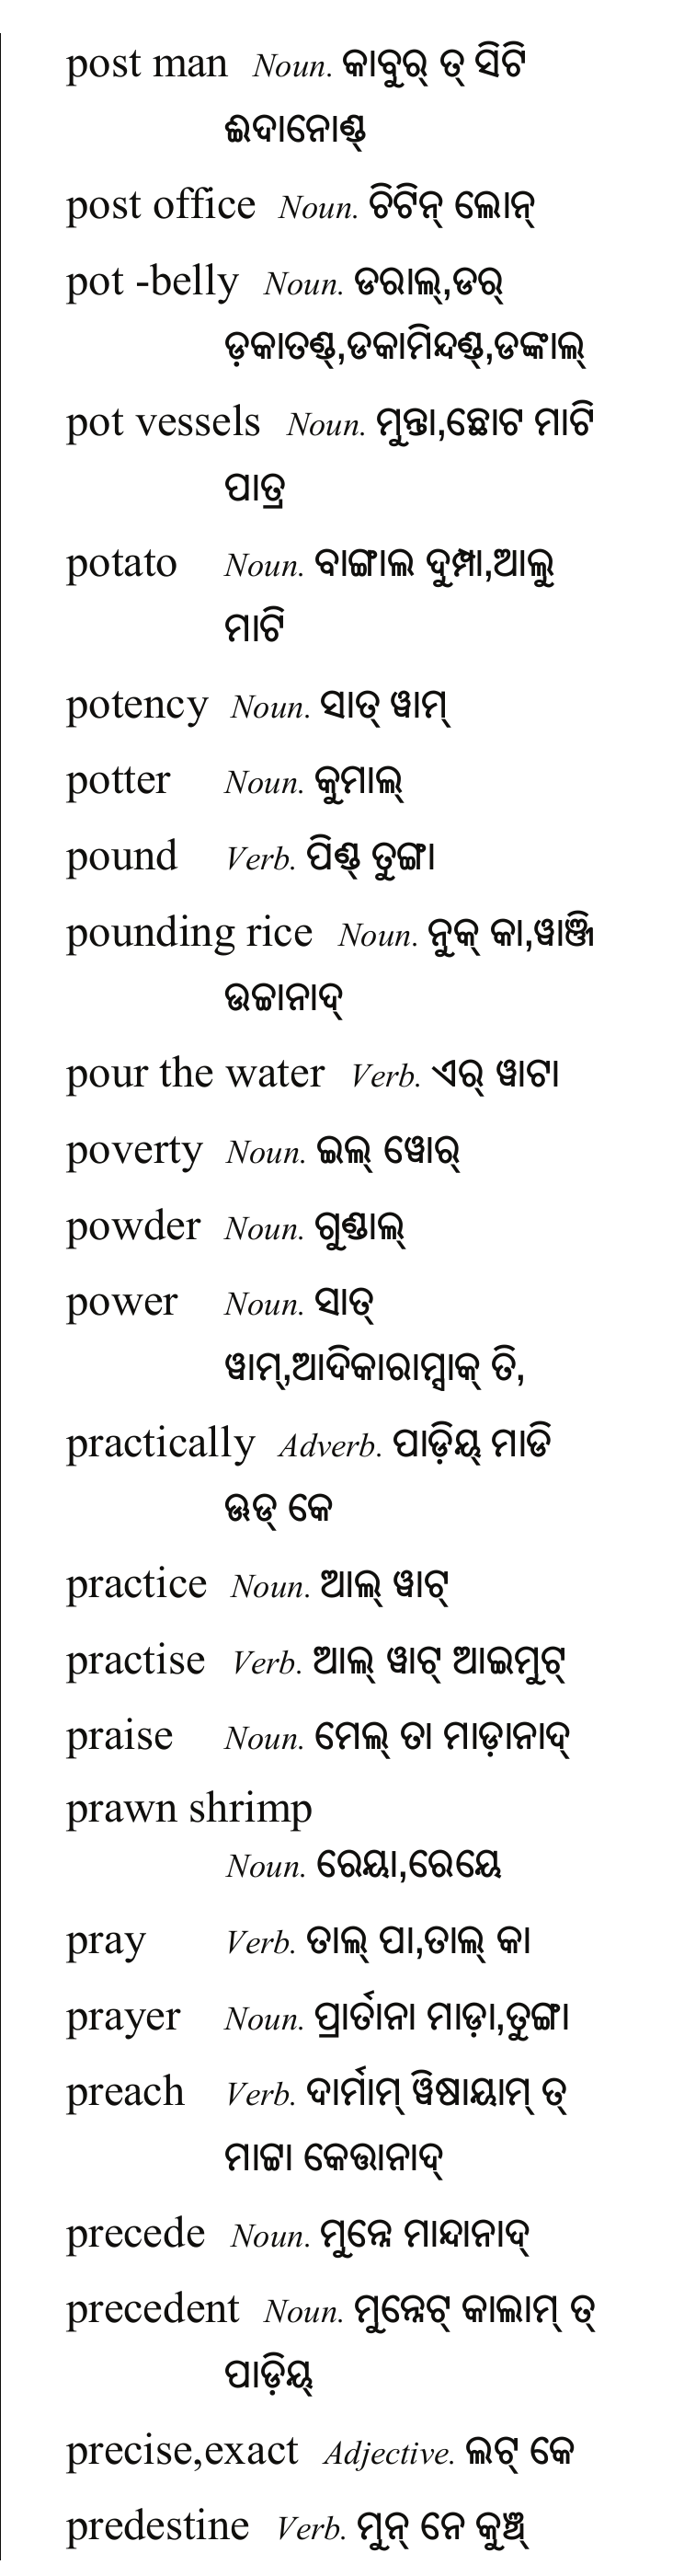 post man Noun. କାବୁର୍ ତ୍ ସିଟି
ଈଦାନୋଣ୍ଡ୍
post office Noun. ଚିଟିନ୍ ଲୋନ୍
pot -belly Noun. ଡରାଲ୍,ଡର୍
ଡ଼କାତଣ୍ଡ୍,ଡକାମିନ୍ଦଣ୍ଡ୍,ଡଙ୍କାଲ୍
pot vessels Noun. ମୁନ୍ତା,ଛୋଟ ମାଟି
ପାତ୍ର
potato Noun. ବାଙ୍ଗାଲ ଦୁମ୍ପା,ଆଲୁ
ମାଟି
potency Noun. ସାତ୍ ୱାମ୍
potter Noun. କୁମାଲ୍
pound Verb. ପିଣ୍ଡ୍ ତୁଙ୍ଗା
pounding rice Noun. ନୁକ୍ କା,ୱାଞ୍ଜି
ଉଚ୍ଚାନାଦ୍
pour the water Verb. ଏର୍ ୱାଟା
poverty Noun. ଇଲ୍ ୱୋର୍
powder Noun. ଗୁଣ୍ଡାଲ୍
power Noun. ସାତ୍
ୱାମ୍,ଆଦିକାରାତ୍ମାକ୍ ତି,
practically Adverb. ପାଡ଼ିୟ୍ ମାଡି
ଊଡ୍ କେ
practice Noun. ଆଲ୍ ୱାଟ୍
practise Verb. ଆଲ୍ ୱାଟ୍ ଆଇମୁଟ୍
praise Noun. ମେଲ୍ ତା ମାଡ଼ାନାଦ୍
prawn shrimp
Noun. ରେୟା,ରେୟେ
pray Verb. ତାଲ୍ ପା,ତାଲ୍ କା
prayer Noun. ପ୍ରାର୍ତାନା ମାଡ଼ା,ତୁଙ୍ଗା
preach Verb. ଦାର୍ମାମ୍ ୱିଷାୟାମ୍ ତ୍
ମାଟ୍ଟା କେତ୍ତାନାଦ୍
precede Noun. ମୁନ୍ନେ ମାନ୍ଦାନାଦ୍
precedent Noun. ମୁନ୍ନେଟ୍ କାଲାମ୍ ତ୍
ପାଡ଼ିୟ୍
precise,exact Adjective. ଲଟ୍ କେ
predestine Verb. ମୁନ୍ ନେ କୁଞ୍ଚ୍